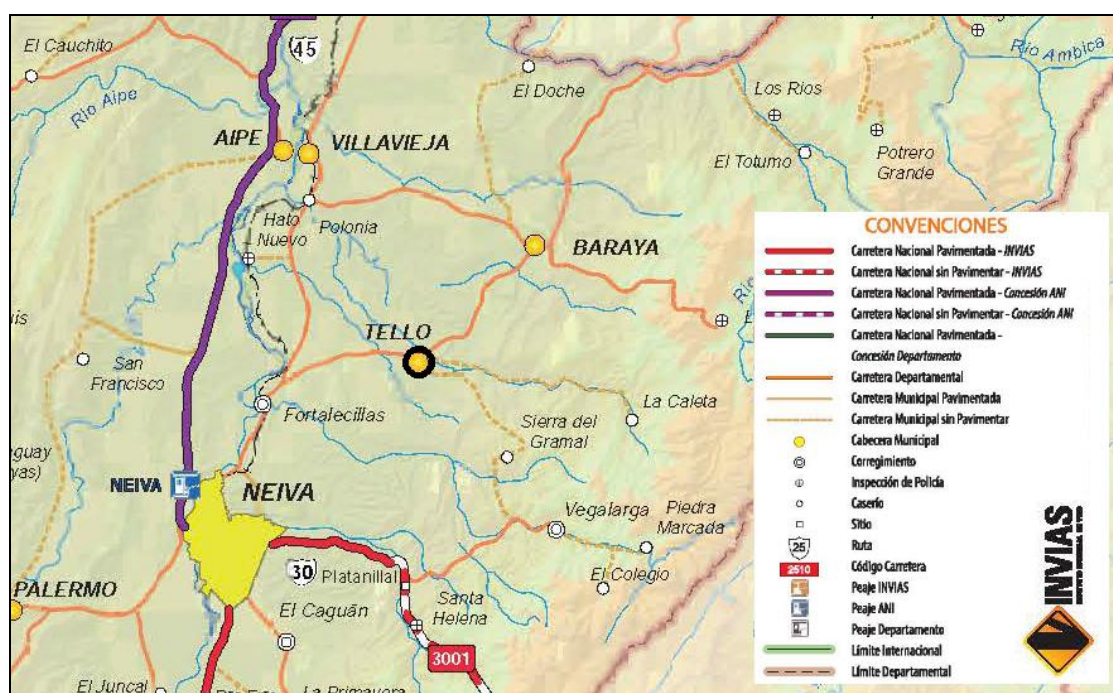 45
El Cauchito
Rio Ambica
El Doche
Los Rios
Rio Aipe
AIPE
VILLAVIEJA
El Totumo
Potrero
Grande
Hato
Nuevo
Polonia
BARAYA
TELLO
San
Francisco
Fortalecillas
La Caleta
Sierra del
Gramal
NEIVA
NEIVA
Vegalarga
Piedra
Marcada
30
Platanillal
El Colegio
PALERMO
El Caguán
Santa
Helena
3001
El Juncal
La Primavera
CONVENCIONES
Carretera Nacional Pavimentada - INVIAS
Carretera Nacional sin Pavimentar - INVIAS
Carretera Nacional Pavimentada - Concesión ANI
Carretera Nacional sin Pavimentar - Concesión ANI
Carretera Nacional Pavimentada -
Concesión Departamento
Carretera Departamental
Carretera Municipal Pavimentada
Carretera Municipal sin Pavimentar
Cabecera Municipal
Corregimiento
Inspección de Policía
Caserío
Sitio
25 Ruta
2510 Código Carretera
Peaje INVIAS
Peaje ANI
Peaje Departamento
Límite Internacional
Límite Departamental
INVIAS